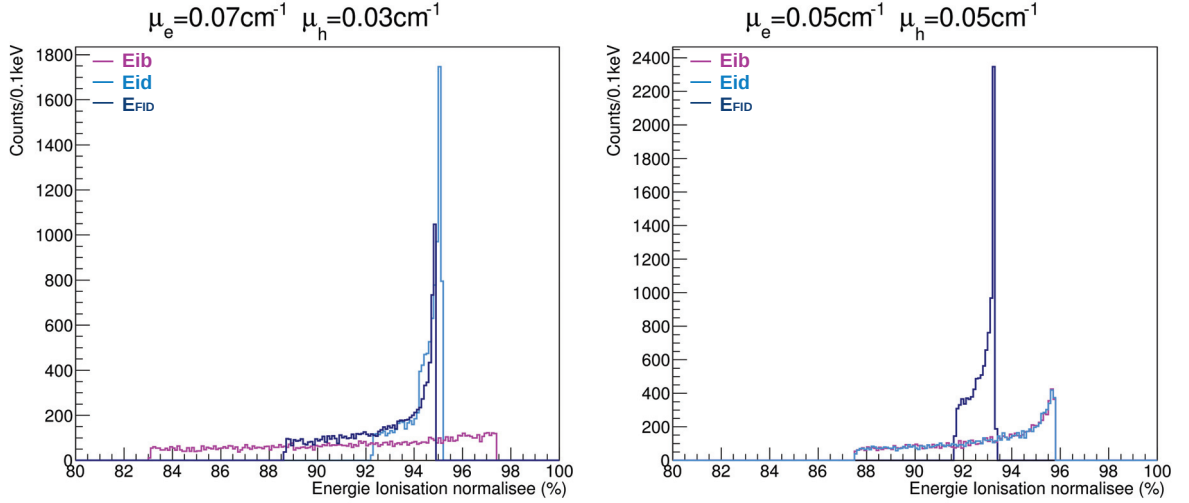 μe=0.07cm-1 μh=0.03cm-1
Counts/0.1keV
Eib
Eid
EFID
1800
1600
1400
1200
1000
800
600
400
200
0
80 82 84 86 88 90 92 94 96 98 100
Energie Ionisation normalisee (%)
μe=0.05cm-1 μh=0.05cm-1
Counts/0.1keV
Eib
Eid
EFID
2400
2200
2000
1800
1600
1400
1200
1000
800
600
400
200
0
80 82 84 86 88 90 92 94 96 98 100
Energie Ionisation normalisee (%)